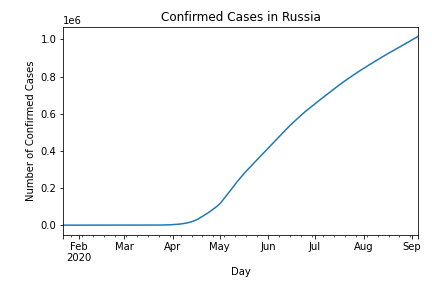 Confirmed Cases in Russia
1e6
1.0
0.8
0.6
0.4
0.2
0.0
Number of Confirmed Cases
Feb Mar Apr May Jun Jul Aug Sep
2020
Day